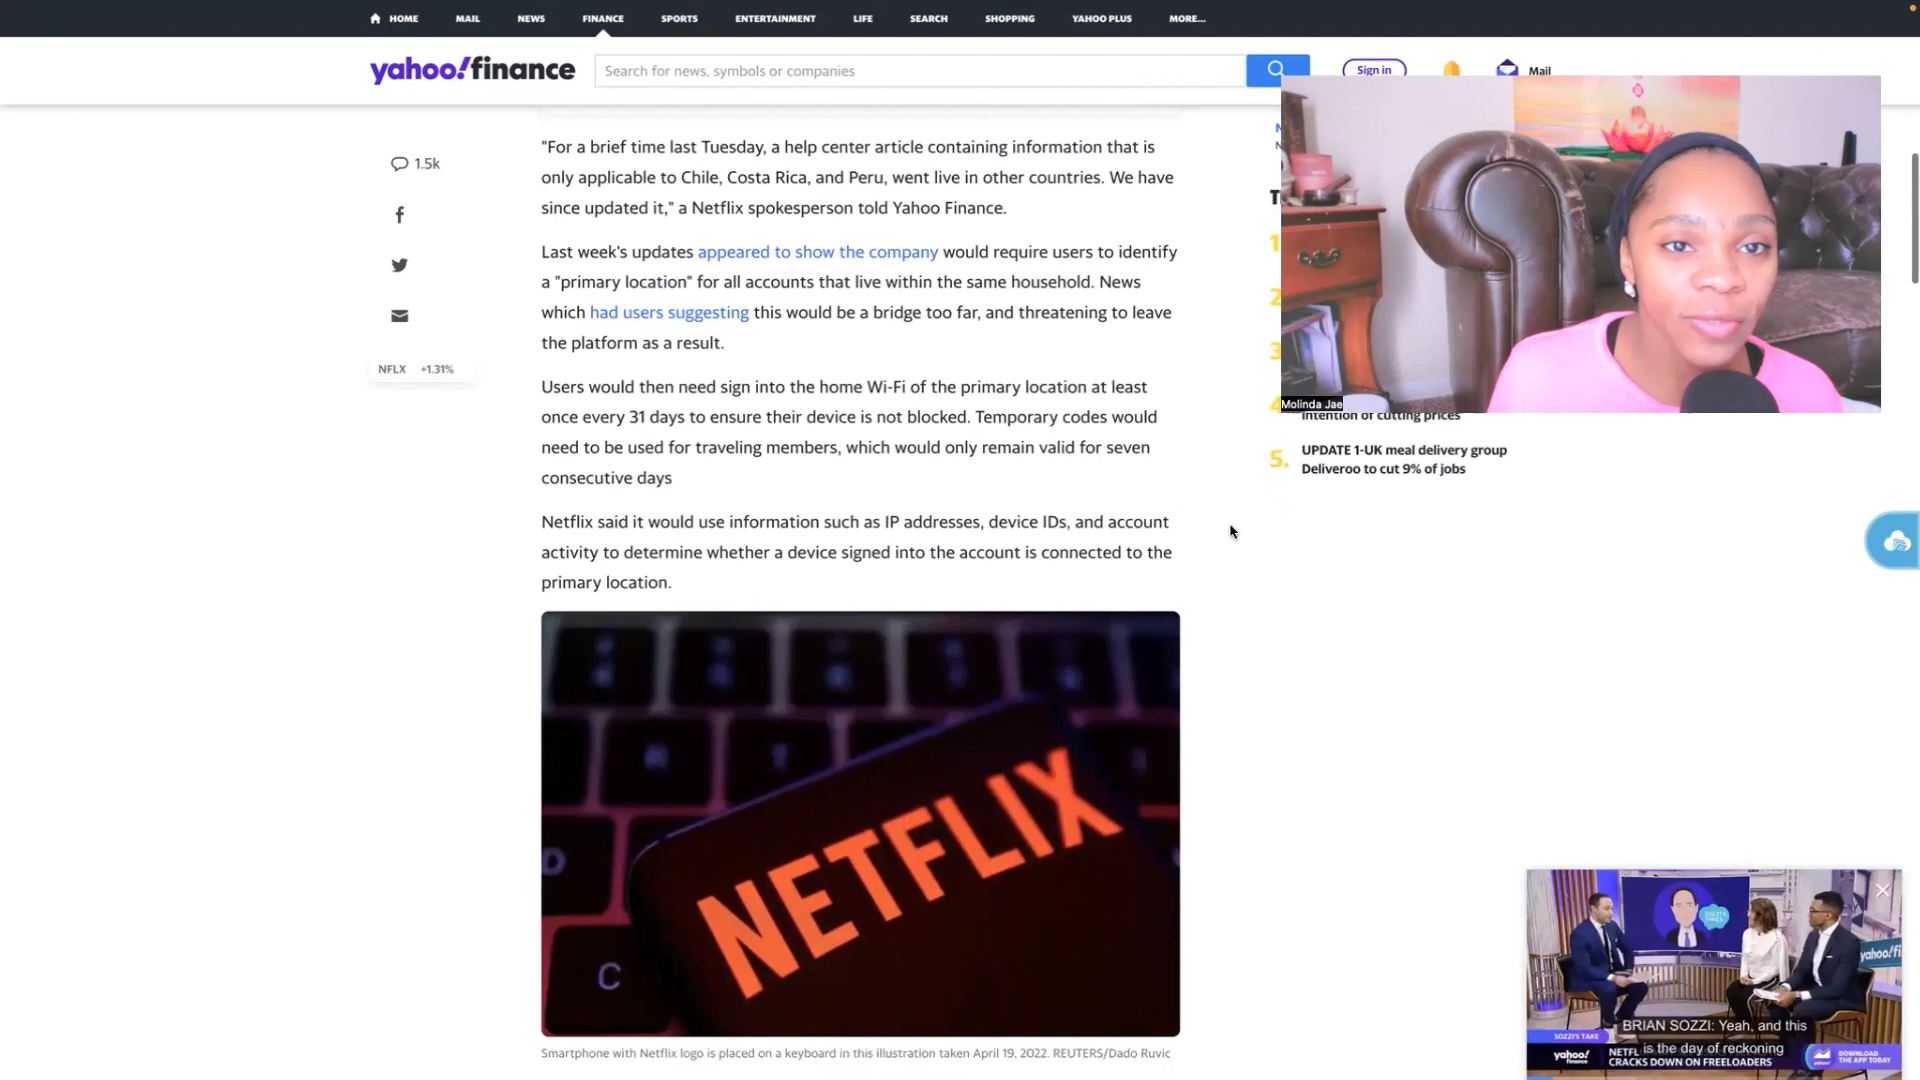 HOME MAIL NEWS FINANCE SPORTS ENTERTAINMENT LIFE SEARCH SHOPPING YAHOO PLUS MORE...
yahoo!finance
Search for news, symbols or companies
Sign in
Mail
1.5k
NFLX +1.31%
"For a brief time last Tuesday, a help center article containing information that is
only applicable to Chile, Costa Rica, and Peru, went live in other countries. We have
since updated it," a Netflix spokesperson told Yahoo Finance.
Last week's updates appeared to show the company would require users to identify
a "primary location" for all accounts that live within the same household. News
which had users suggesting this would be a bridge too far, and threatening to leave
the platform as a result.
Users would then need sign into the home Wi-Fi of the primary location at least
once every 31 days to ensure their device is not blocked. Temporary codes would
need to be used for traveling members, which would only remain valid for seven
consecutive days
Netflix said it would use information such as IP addresses, device IDs, and account
activity to determine whether a device signed into the account is connected to the
primary location.
R T
D
C
NETFLIX
Smartphone with Netflix logo is placed on a keyboard in this illustration taken April 19, 2022. REUTERS/Dado Ruvic
Molinda Jae
1
2
3
4
intention of cutting prices
5. UPDATE 1-UK meal delivery group
Deliveroo to cut 9% of jobs
SOZZI'S TAKE
BRIAN SOZZI: Yeah, and this
is the day of reckoning
yahoo!
finance
NETFL
CRACKS DOWN ON FREELOADERS
DOWNLOAD
THE APP TODAY
yahoo!fi